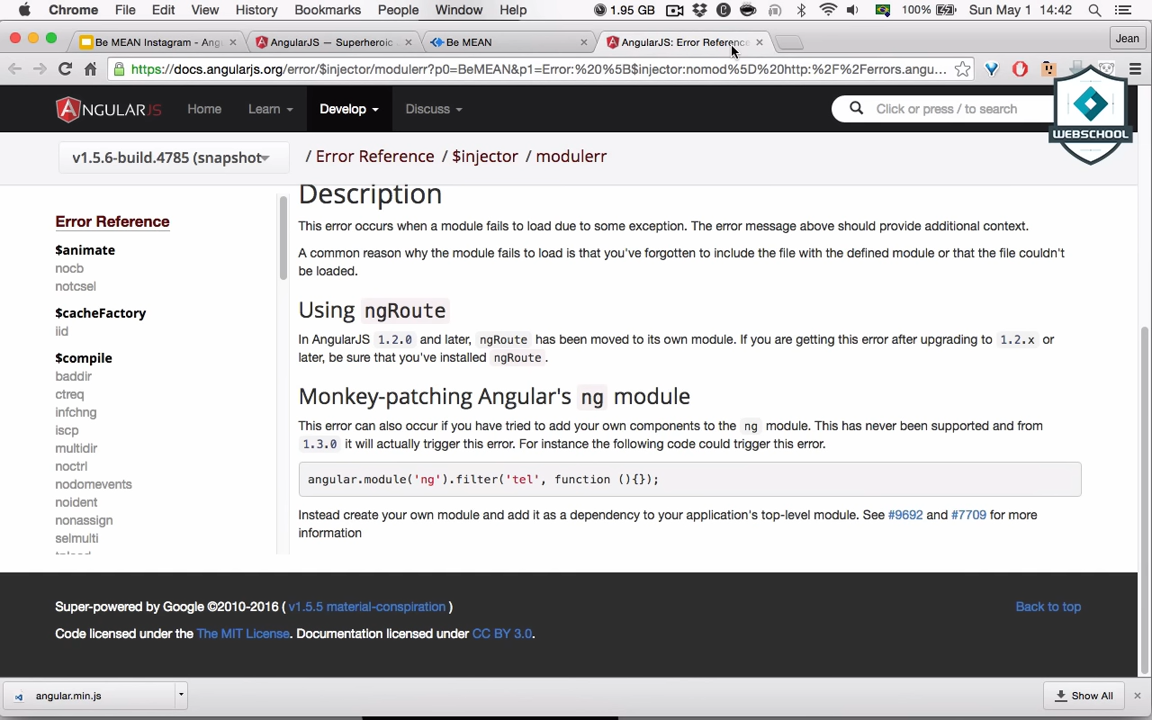 Chrome File Edit View History Bookmarks People Window Help 1.95 GB 100% Sun May 1 14:42
Be MEAN Instagram - Ang AngularJS — Superheroic Be MEAN AngularJS: Error Reference Jean
https://docs.angularjs.org/error/$injector/modulerr?p0=BeMEAN&p1=Error:%20%5B$injector:nomod%5D%20http:%2F%2Ferrors.angu...
ANGULARJS Home Learn Develop Discuss Click or press / to search
WEBSCHOOL
v1.5.6-build.4785 (snapshot / Error Reference / $injector / modulerr
Error Reference
$animate
nocb
notcsel
$cacheFactory
iid
$compile
baddir
ctreq
infchng
iscp
multidir
noctrl
nodomevents
noident
nonassign
selmulti
Description
This error occurs when a module fails to load due to some exception. The error message above should provide additional context.
A common reason why the module fails to load is that you've forgotten to include the file with the defined module or that the file couldn't
be loaded.
Using ngRoute
In AngularJS 1.2.0 and later, ngRoute has been moved to its own module. If you are getting this error after upgrading to 1.2.x or
later, be sure that you've installed ngRoute.
Monkey-patching Angular's ng module
This error can also occur if you have tried to add your own components to the ng module. This has never been supported and from
1.3.0 it will actually trigger this error. For instance the following code could trigger this error.
angular.module('ng').filter('tel', function (){});
Instead create your own module and add it as a dependency to your application's top-level module. See #9692 and #7709 for more
information
Super-powered by Google ©2010-2016 ( v1.5.5 material-conspiration )
Back to top
Code licensed under the The MIT License. Documentation licensed under CC BY 3.0.
angular.min.js
Show All